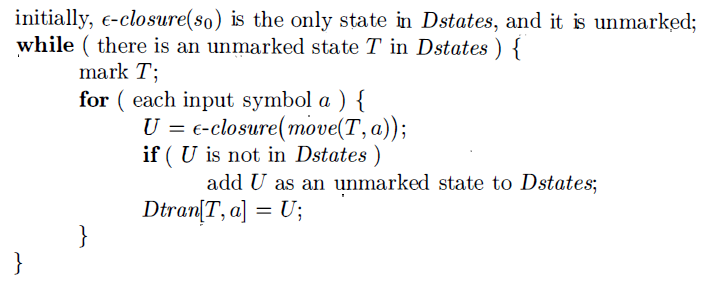 initially, ϵ-closure(s₀) is the only state in Dstates, and it is unmarked;
while ( there is an unmarked state T in Dstates ) {
mark T;
for ( each input symbol a ) {
U = ϵ-closure(move(T, a));
if ( U is not in Dstates )
add U as an unmarked state to Dstates;
Dtran[T, a] = U;
}
}